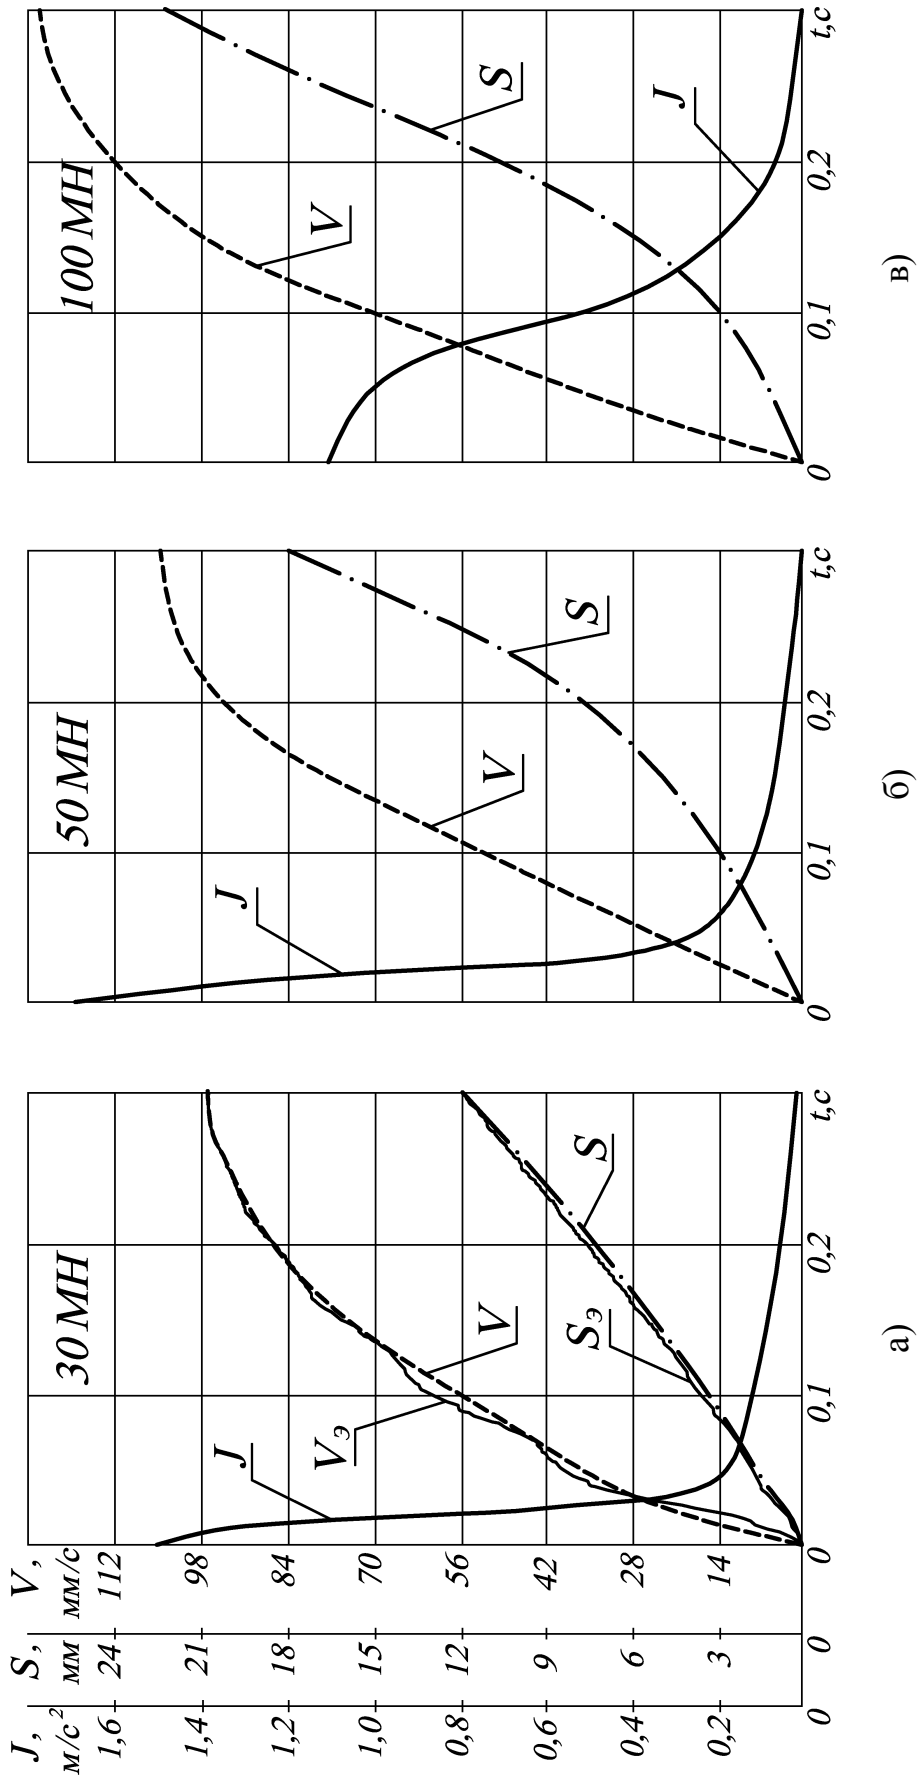 J, S, V,
м/с² мм мм/с
1,6 24 112
1,4 21 98
1,2 18 84
1,0 15 70
0,8 12 56
0,6 9 42
0,4 6 28
0,2 3 14
0 0
30 МН
J
Vэ
V
Sэ
S
0 0,1 0,2 t,с
а)
50 МН
J
V
S
0 0,1 0,2 t,с
б)
100 МН
V
S
J
0 0,1 0,2 t,с
в)